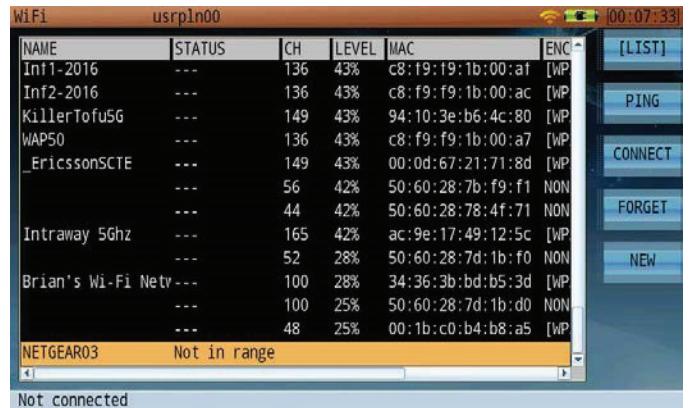 WiFi usrpln00 [00:07:33]
NAME STATUS CH LEVEL MAC ENC [LIST]
Inf1-2016 --- 136 43% c8:f9:f9:1b:00:af [WP
Inf2-2016 --- 136 43% c8:f9:f9:1b:00:ac [WP
PING
KillerTofu5G --- 149 43% 94:10:3e:b6:4c:80 [WP
WAP50 --- 136 43% c8:f9:f9:1b:00:a7 [WP
CONNECT
_EricssonSCTE --- 149 43% 00:0d:67:21:71:8d [WP
--- 56 42% 50:60:28:7b:f9:f1 NON
--- 44 42% 50:60:28:78:4f:71 NON
FORGET
Intraway 5Ghz --- 165 42% ac:9e:17:49:12:5c [WP
--- 52 28% 50:60:28:7d:1b:f0 NON
NEW
Brian's Wi-Fi Netw --- 100 28% 34:36:3b:bd:b5:3d [WP
--- 100 25% 50:60:28:7d:1b:d0 NON
--- 48 25% 00:1b:c0:b4:b8:a5 [WP
NETGEAR03 Not in range
Not connected